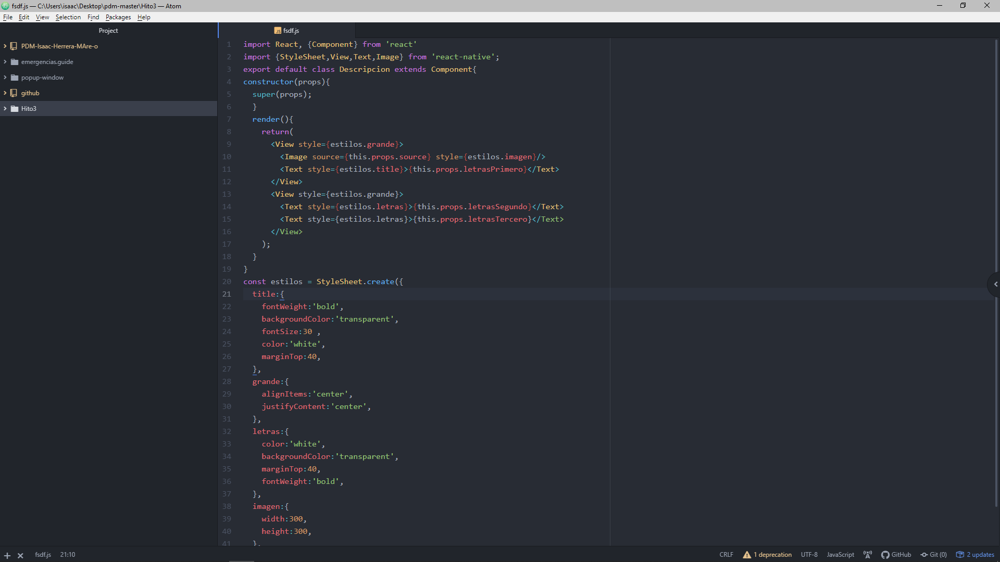 fsdf.js — C:\Users\isaac\Desktop\pdm-master\Hito3 — Atom
File Edit View Selection Find Packages Help
Project
PDM-Isaac-Herrera-MAre-o
emergencias.guide
popup-window
github
Hito3
JS fsdf.js
1 import React, {Component} from 'react'
2 import {StyleSheet,View,Text,Image} from 'react-native';
3 export default class Descripcion extends Component{
4 constructor(props){
5   super(props);
6   }
7   render(){
8     return(
9       <View style={estilos.grande}>
10         <Image source={this.props.source} style={estilos.imagen}/>
11         <Text style={estilos.title}>{this.props.letrasPrimero}</Text>
12       </View>
13       <View style={estilos.grande}>
14         <Text style={estilos.letras}>{this.props.letrasSegundo}</Text>
15         <Text style={estilos.letras}>{this.props.letrasTercero}</Text>
16       </View>
17     );
18   }
19 }
20 const estilos = StyleSheet.create({
21   title:{
22     fontWeight:'bold',
23     backgroundColor:'transparent',
24     fontSize:30 ,
25     color:'white',
26     marginTop:40,
27   },
28   grande:{
29     alignItems:'center',
30     justifyContent:'center',
31   },
32   letras:{
33     color:'white',
34     backgroundColor:'transparent',
35     marginTop:40,
36     fontWeight:'bold',
37   },
38   imagen:{
39     width:300,
40     height:300,
41   },
fsdf.js 21:10 CRLF 1 deprecation UTF-8 JavaScript GitHub Git (0) 2 updates